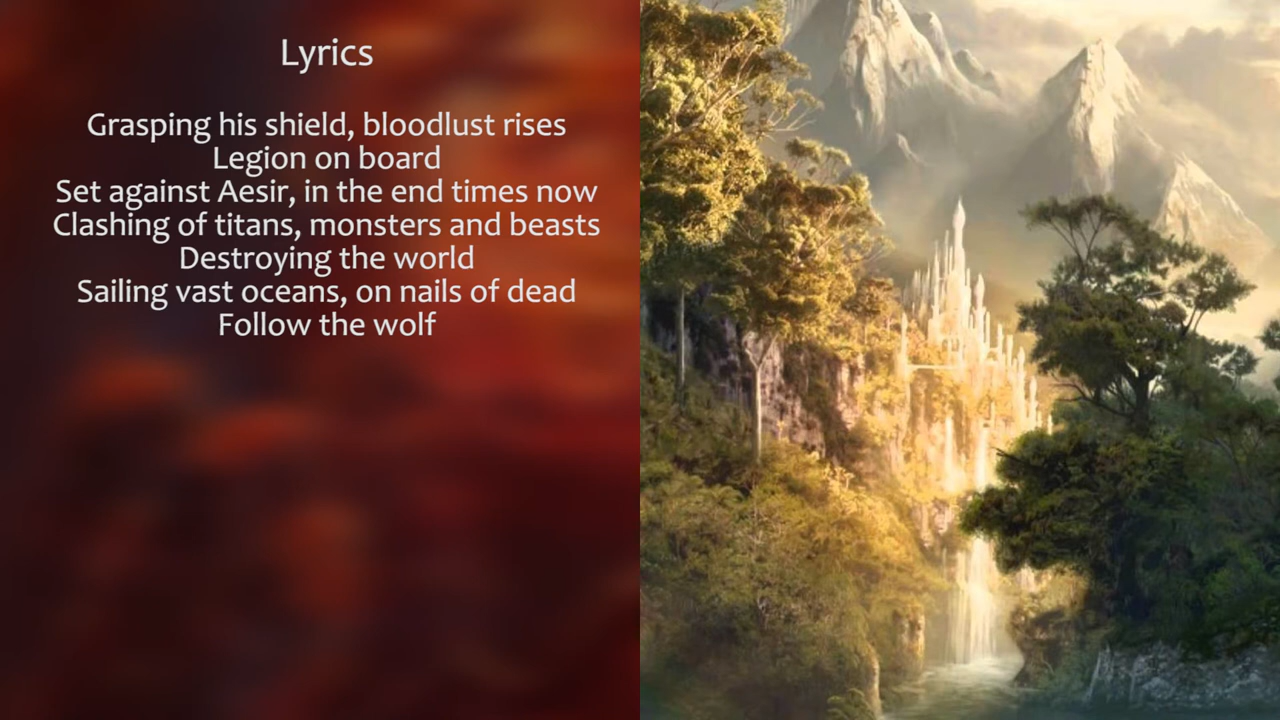 Lyrics
Grasping his shield, bloodlust rises
Legion on board
Set against Aesir, in the end times now
Clashing of titans, monsters and beasts
Destroying the world
Sailing vast oceans, on nails of dead
Follow the wolf